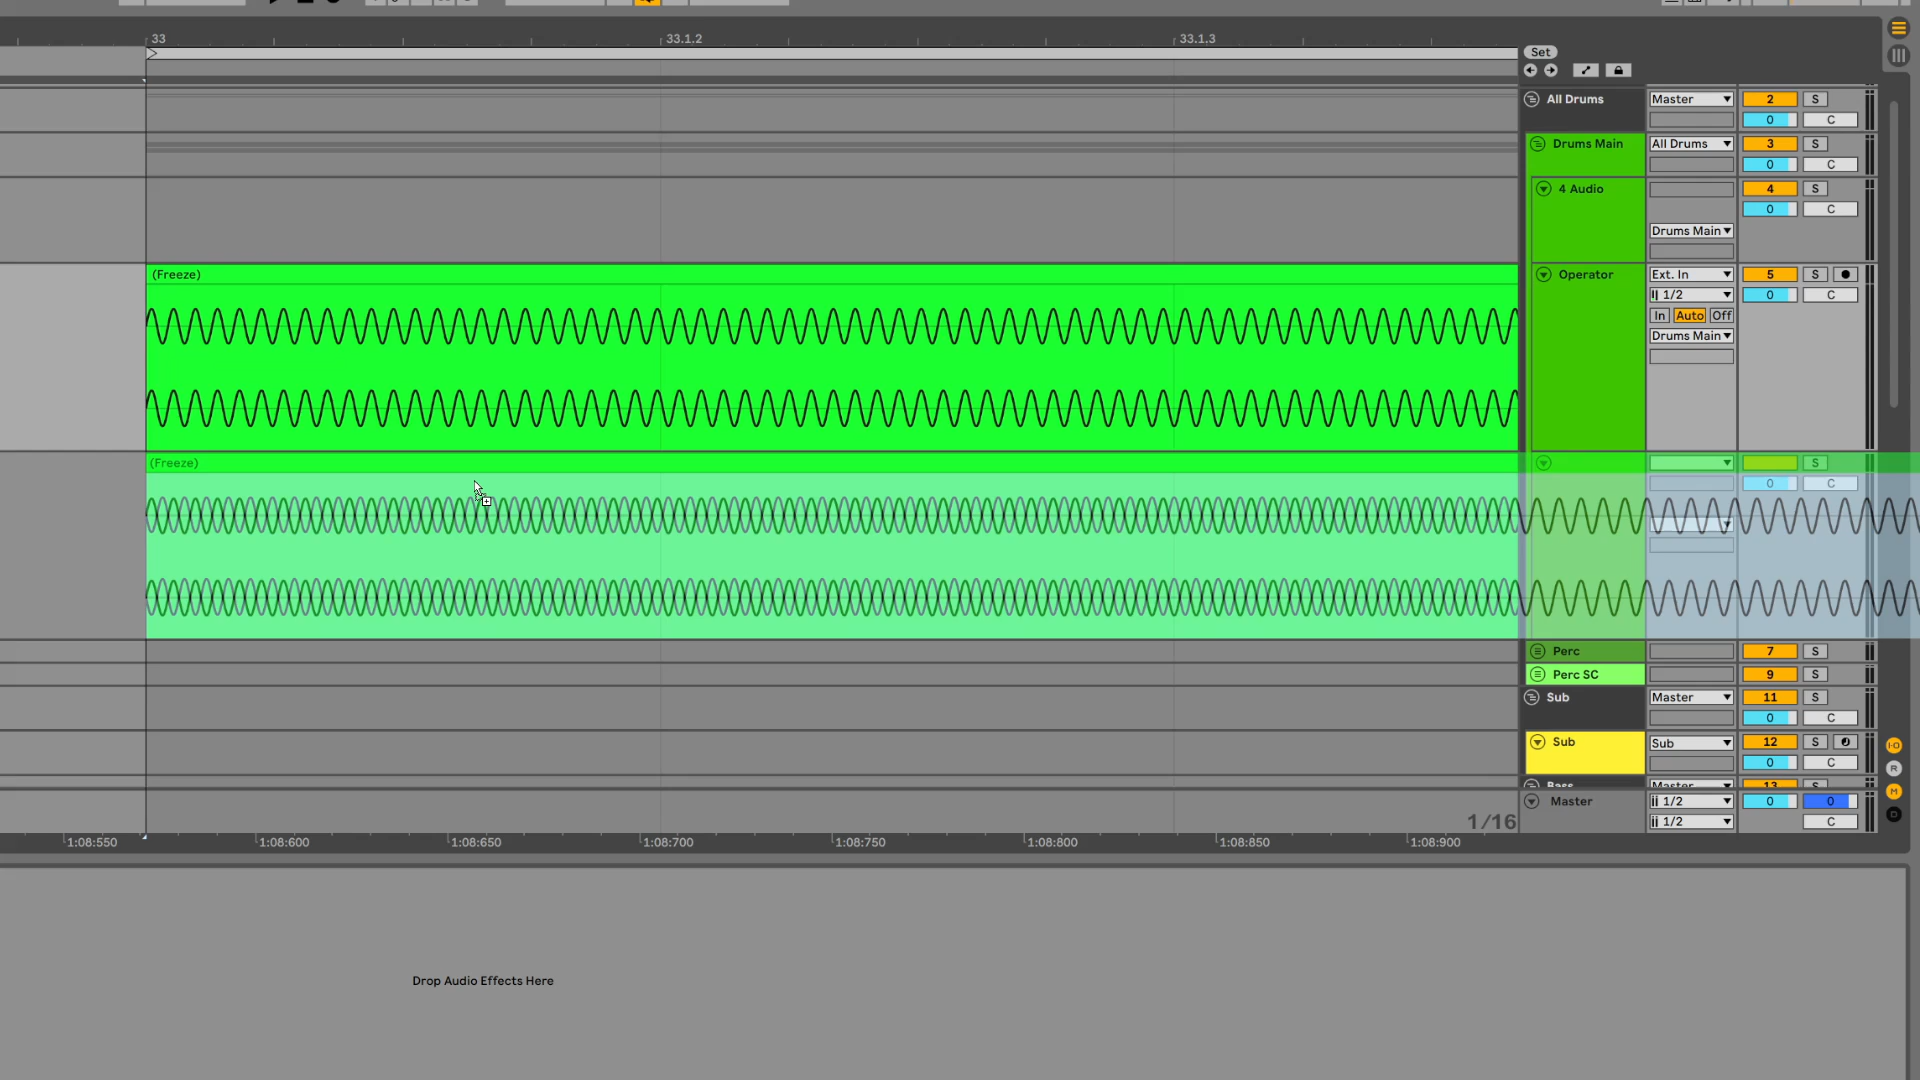 33 33.1.2 33.1.3
Set
All Drums Master 2 S
0 C
Drums Main All Drums 3 S
0 C
4 Audio 4 S
0 C
Drums Main
(Freeze) Operator Ext. In 5 S
1/2 0 C
In Auto Off
Drums Main
(Freeze) S
0 C
Perc 7 S
Perc SC 9 S
Sub Master 11 S
0 C
Sub Sub 12 S
0 C
Bass Master 13 S
Master 1/2 0 0
1/16 1/2 C
1:08:550 1:08:600 1:08:650 1:08:700 1:08:750 1:08:800 1:08:850 1:08:900
I-O
R
M
D
Drop Audio Effects Here